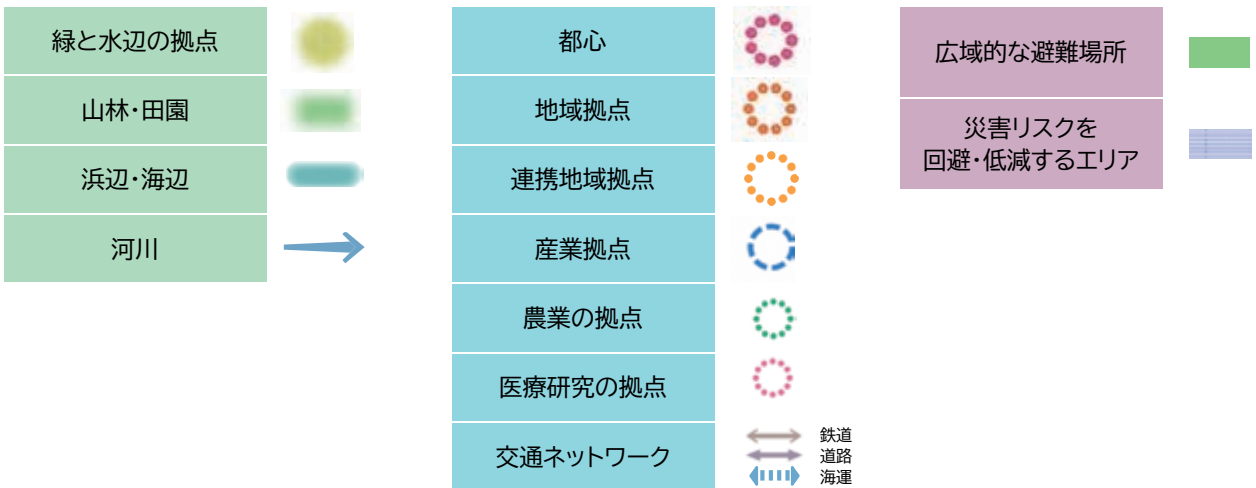 緑と水辺の拠点
山林・田園
浜辺・海辺
河川
都心
地域拠点
連携地域拠点
産業拠点
農業の拠点
医療研究の拠点
交通ネットワーク
鉄道
道路
海運
広域的な避難場所
災害リスクを
回避・低減するエリア